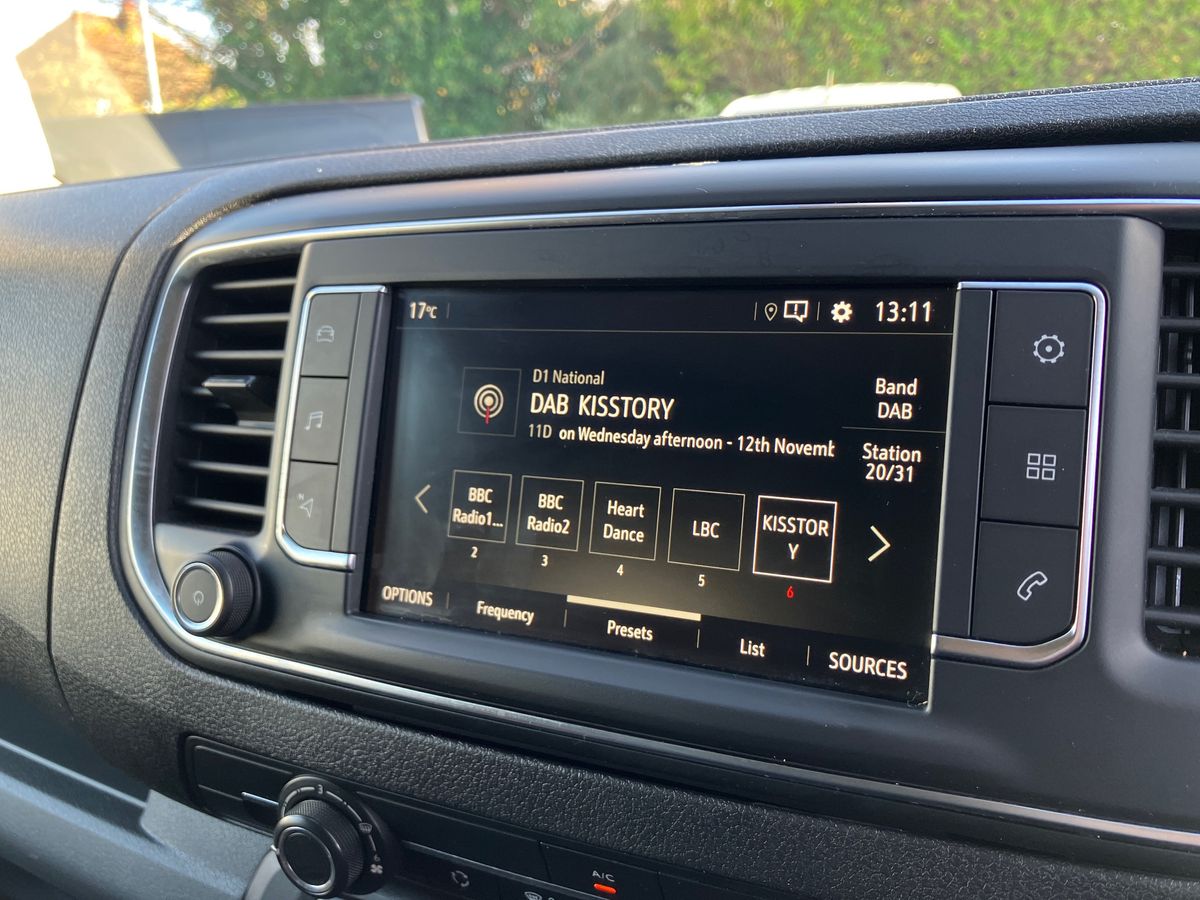 17°C
13:11
D1 National
DAB KISSTORY
11D on Wednesday afternoon - 12th Novemb
Band
DAB
Station
20/31
BBC
Radio1...
2
BBC
Radio2
3
Heart
Dance
4
LBC
5
KISSTOR
Y
6
OPTIONS
Frequency
Presets
List
SOURCES
N
3
A/C